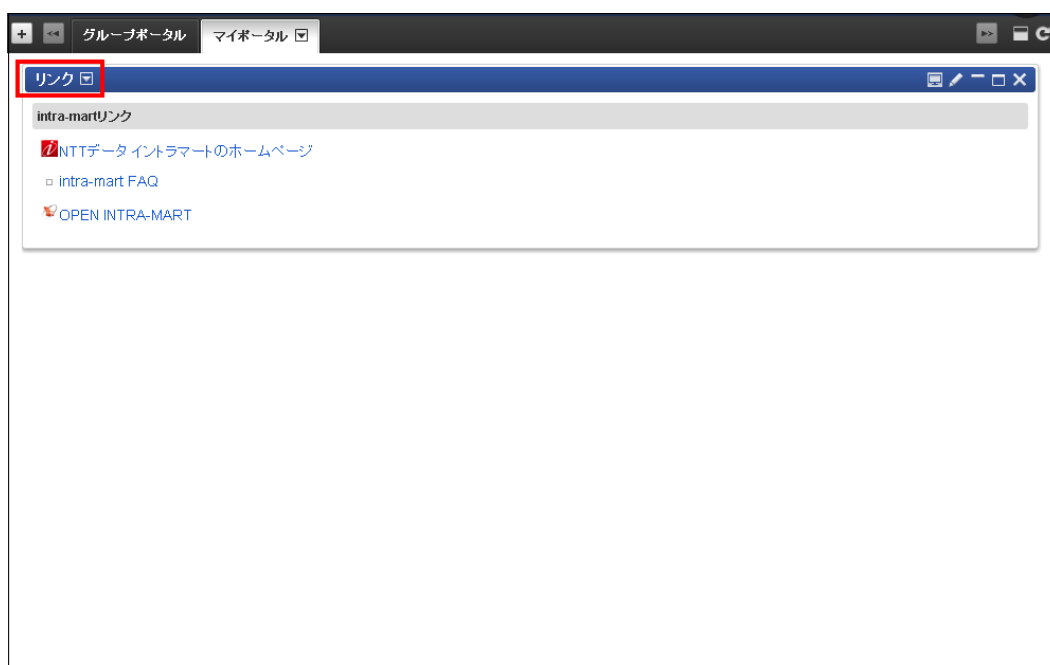 グループポータル マイポータル
リンク
intra-martリンク
NTTデータ イントラマートのホームページ
intra-mart FAQ
OPEN INTRA-MART